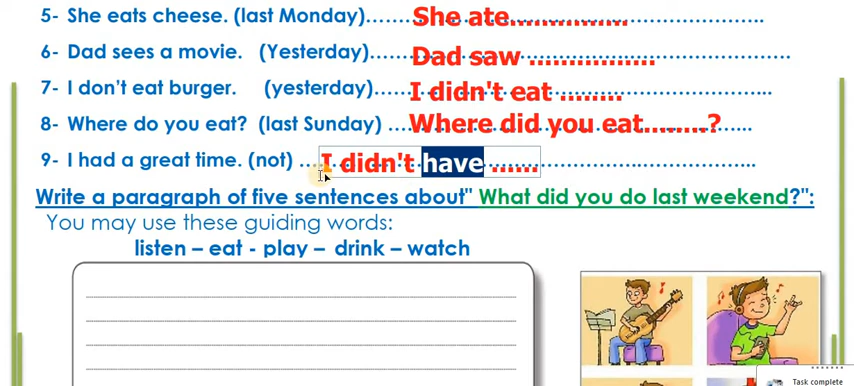 5- She eats cheese. (last Monday)……She ate……………
6- Dad sees a movie. (Yesterday)……Dad saw ………………
7- I don't eat burger. (yesterday)……I didn't eat ………
8- Where do you eat? (last Sunday) ……Where did you eat………?
9- I had a great time. (not) ……I didn't have ……
Write a paragraph of five sentences about" What did you do last weekend?":
You may use these guiding words:
listen – eat - play – drink – watch
Task complete